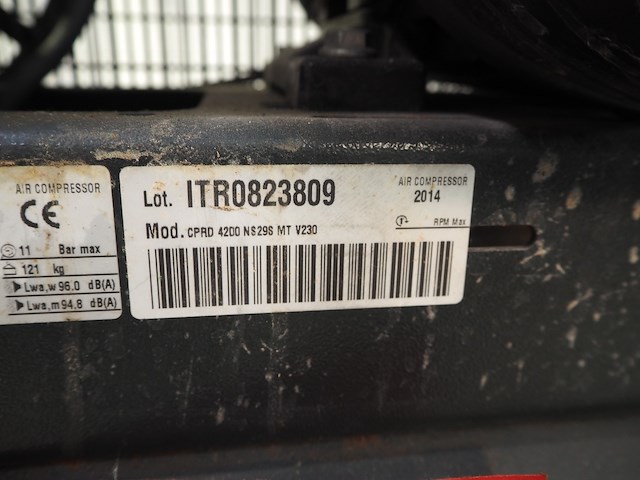 AIR COMPRESSOR
CE
11 Bar max
121 kg
Lwa,w 96.0 dB(A)
Lwa,m 94.8 dB(A)
Lot. ITR0823809
Mod. CPRD 4200 NS29S MT V230
AIR COMPRESSOR
2014
RPM Max